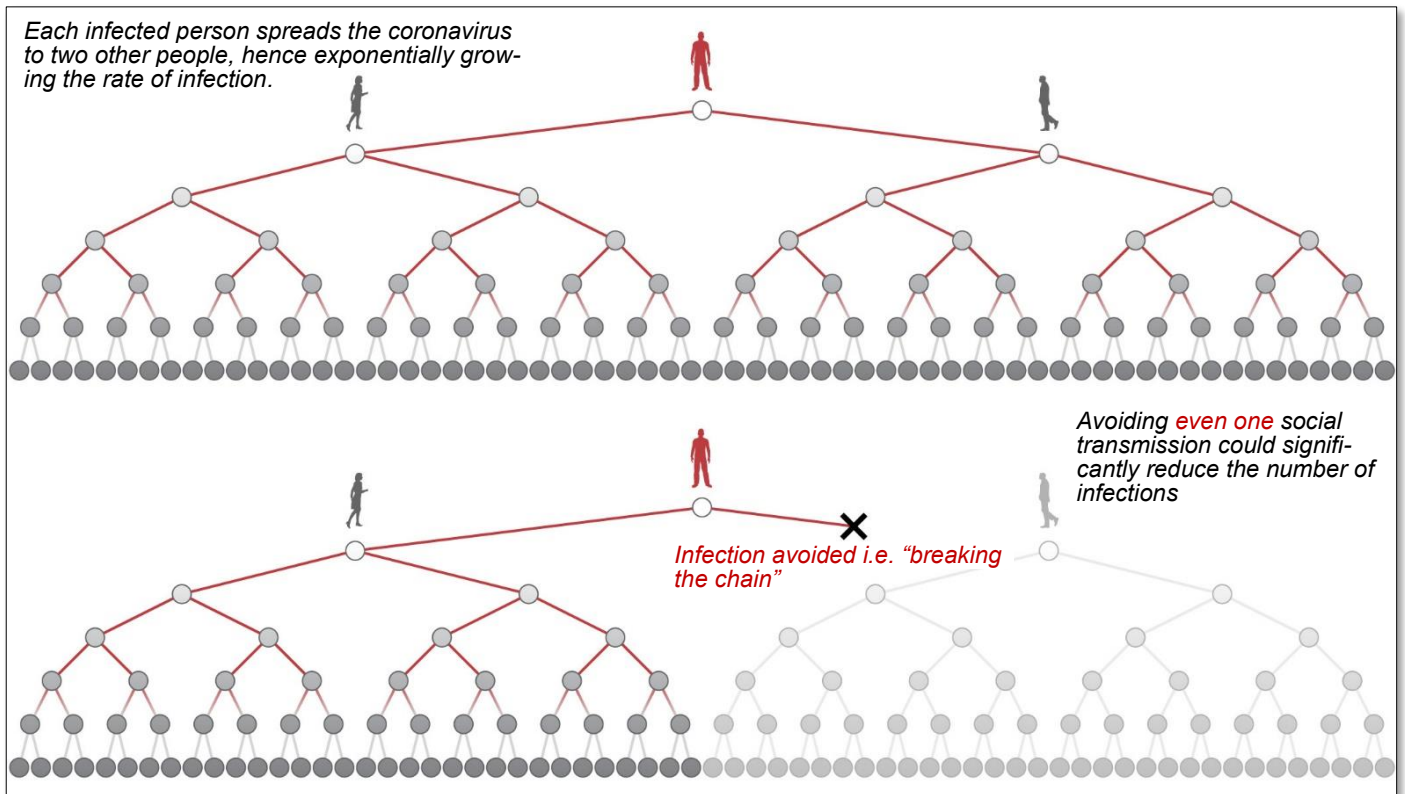 Each infected person spreads the coronavirus
to two other people, hence exponentially grow-
ing the rate of infection.
Avoiding even one social
transmission could signifi-
cantly reduce the number of
infections
Infection avoided i.e. “breaking
the chain”